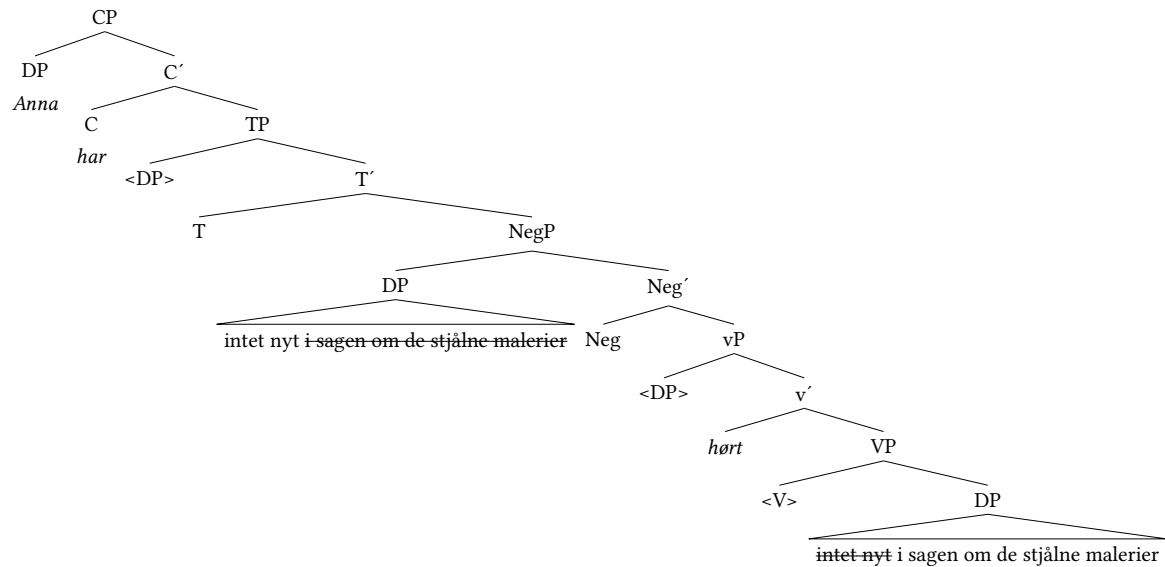 CP
DP C´
Anna
C TP
har
<DP> T´
T NegP
DP Neg´
intet nyt i sagen om de stjålne malerier Neg vP
<DP> v´
hørt VP
<V> DP
intet nyt i sagen om de stjålne malerier